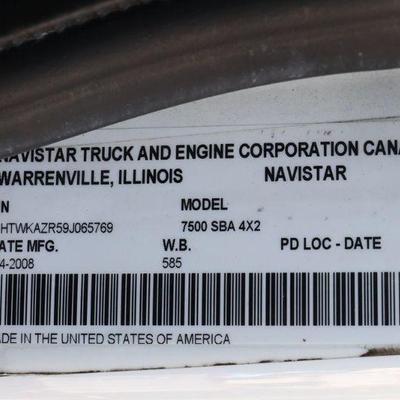 NAVISTAR TRUCK AND ENGINE CORPORATION CANA
WARRENVILLE, ILLINOIS NAVISTAR
IN MODEL
HTWKAZR59J065769 7500 SBA 4X2
ATE MFG. W.B. PD LOC - DATE
4-2008 585
ADE IN THE UNITED STATES OF AMERICA